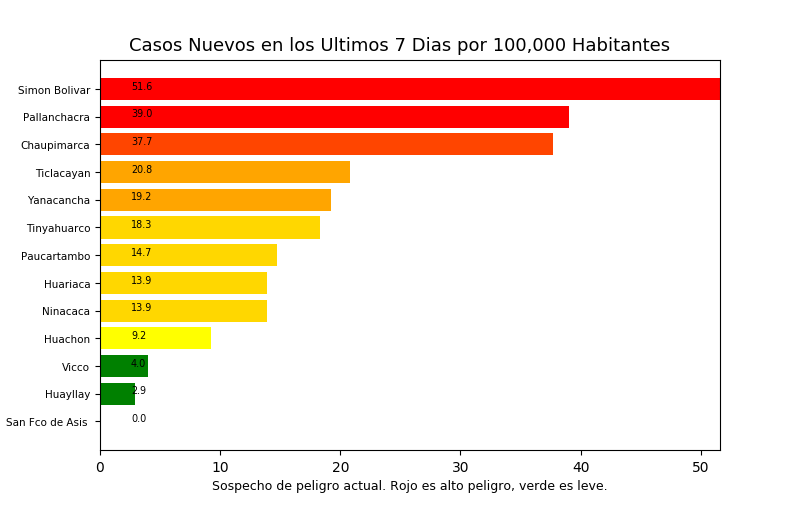 Casos Nuevos en los Ultimos 7 Dias por 100,000 Habitantes
Simon Bolivar 51.6
Pallanchacra 39.0
Chaupimarca 37.7
Ticlacayan 20.8
Yanacancha 19.2
Tinyahuarco 18.3
Paucartambo 14.7
Huariaca 13.9
Ninacaca 13.9
Huachon 9.2
Vicco 4.0
Huayllay 2.9
San Fco de Asis 0.0
0 10 20 30 40 50
Sospecho de peligro actual. Rojo es alto peligro, verde es leve.